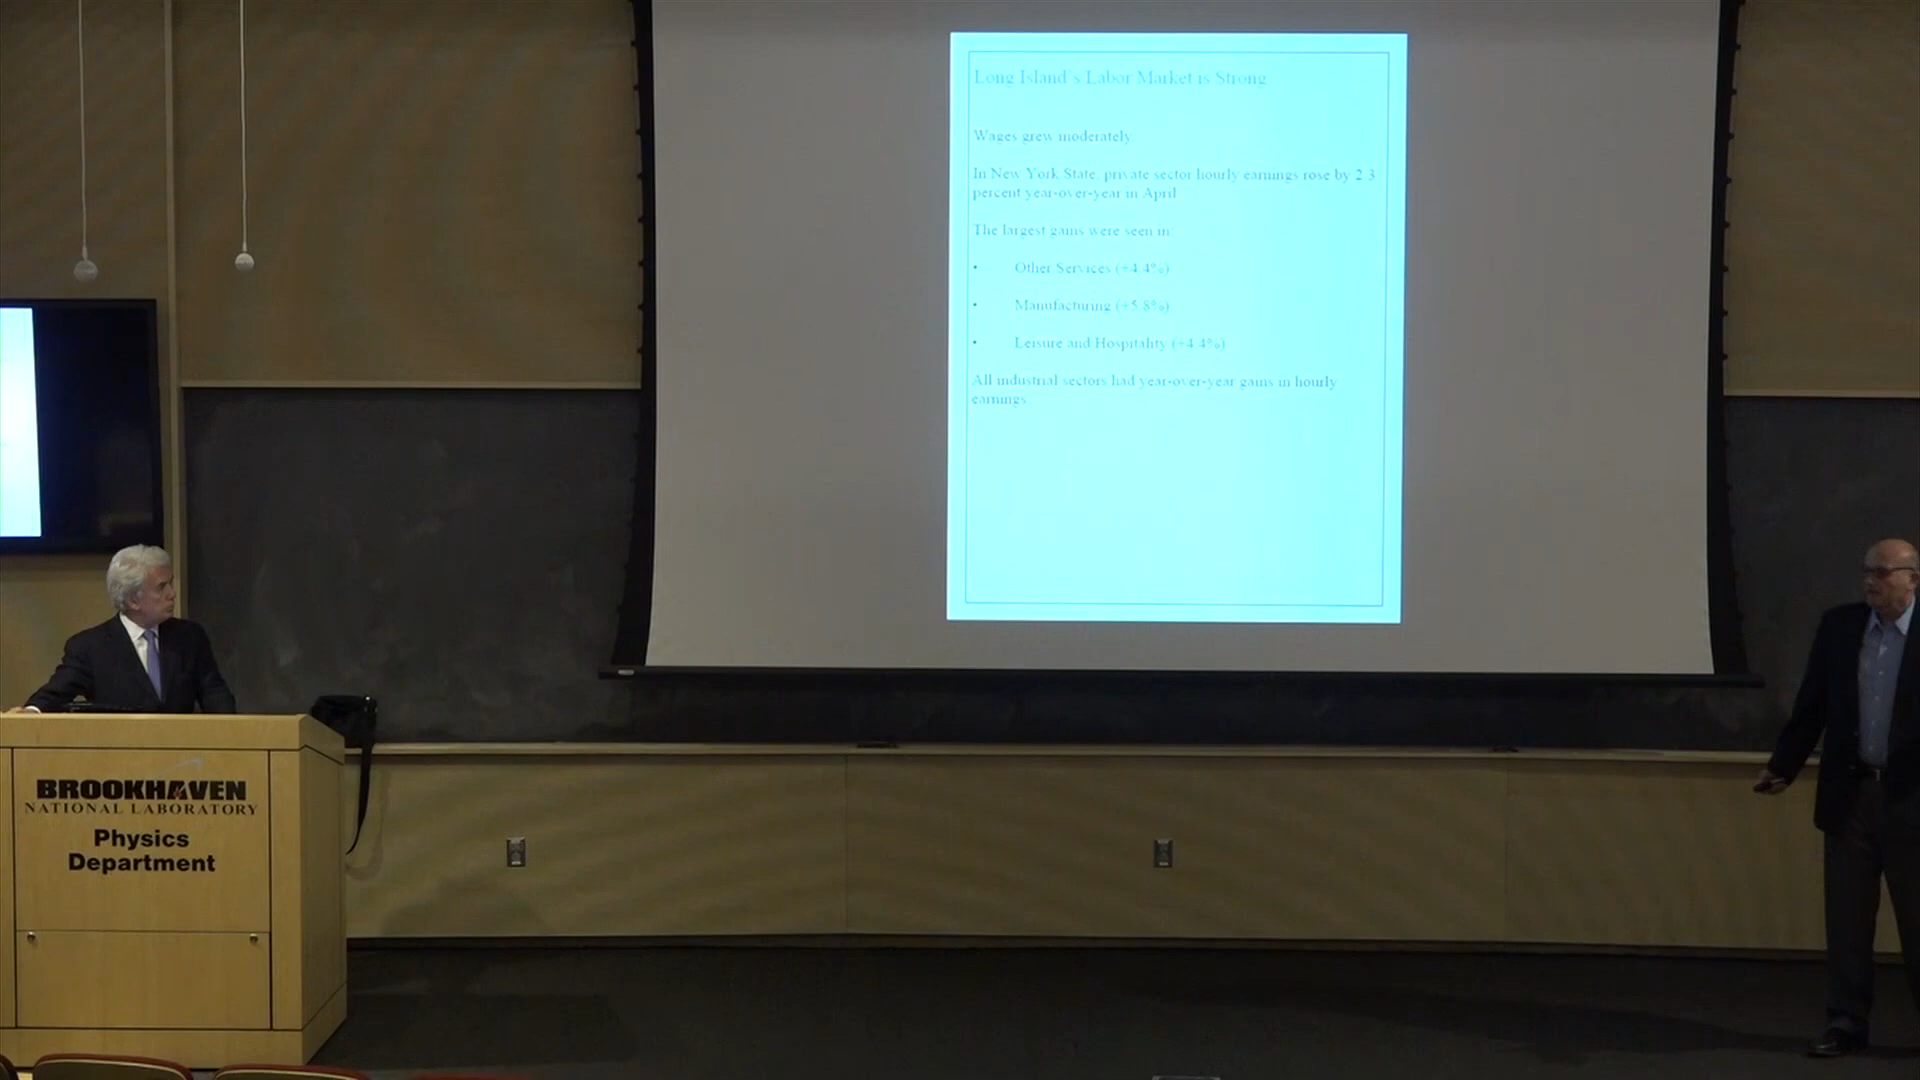 Long Island's Labor Market is Strong
Wages grew moderately.
In New York State, private sector hourly earnings rose by 2.3
percent year-over-year in April
The largest gains were seen in:
• Other Services (+4.4%)
• Manufacturing (+5.8%)
• Leisure and Hospitality (+4.4%)
All industrial sectors had year-over-year gains in hourly
earnings
BROOKHAVEN
NATIONAL LABORATORY
Physics
Department